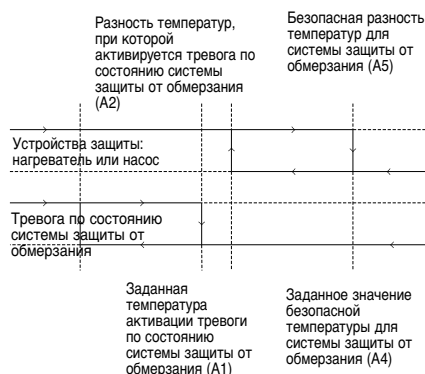 Разность температур,
при которой
активируется тревога по
состоянию системы
защиты от обмерзания
(A2)
Безопасная разность
температур для
системы защиты от
обмерзания (A5)
Устройства защиты:
нагреватель или насос
Тревога по состоянию
системы защиты от
обмерзания
Заданная
температура
активации тревоги
по состоянию
системы защиты от
обмерзания (A1)
Заданное значение
безопасной
температуры для
системы защиты от
обмерзания (A4)